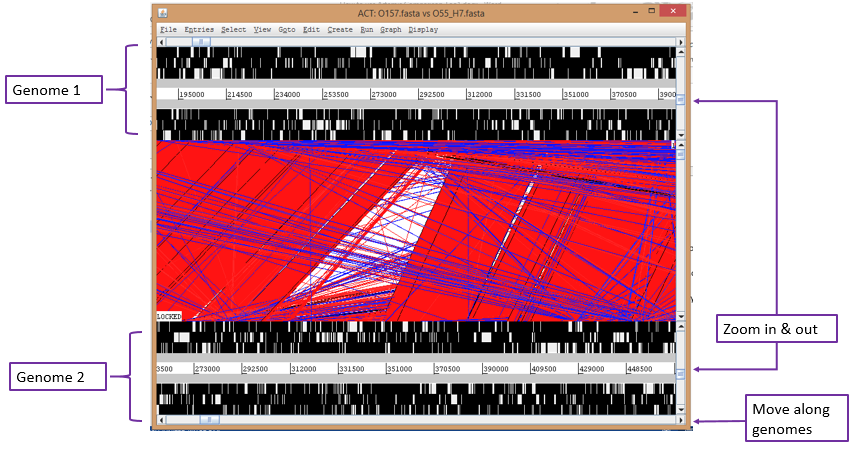 ACT: O157.fasta vs O55_H7.fasta
File Entries Select View Goto Edit Create Run Graph Display
Genome 1
195000 214500 234000 253500 273000 292500 312000 331500 351000 370500 3900
LOCKED
Zoom in & out
Genome 2
3500 273000 292500 312000 331500 351000 370500 390000 409500 429000 448500
Move along
genomes